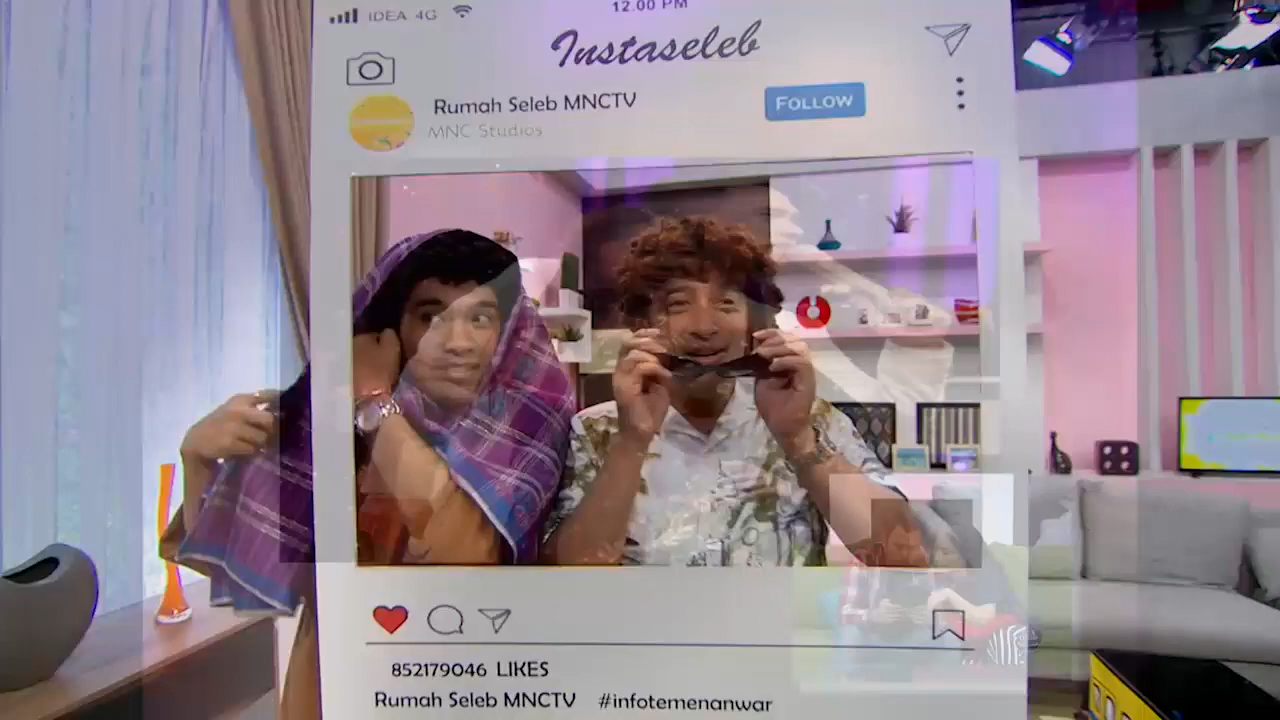 IDEA 4G
12.00 PM
Instaseleb
Rumah Seleb MNCTV
FOLLOW
MNC Studios
852179046 LIKES
Rumah Seleb MNCTV #infotemenanwar